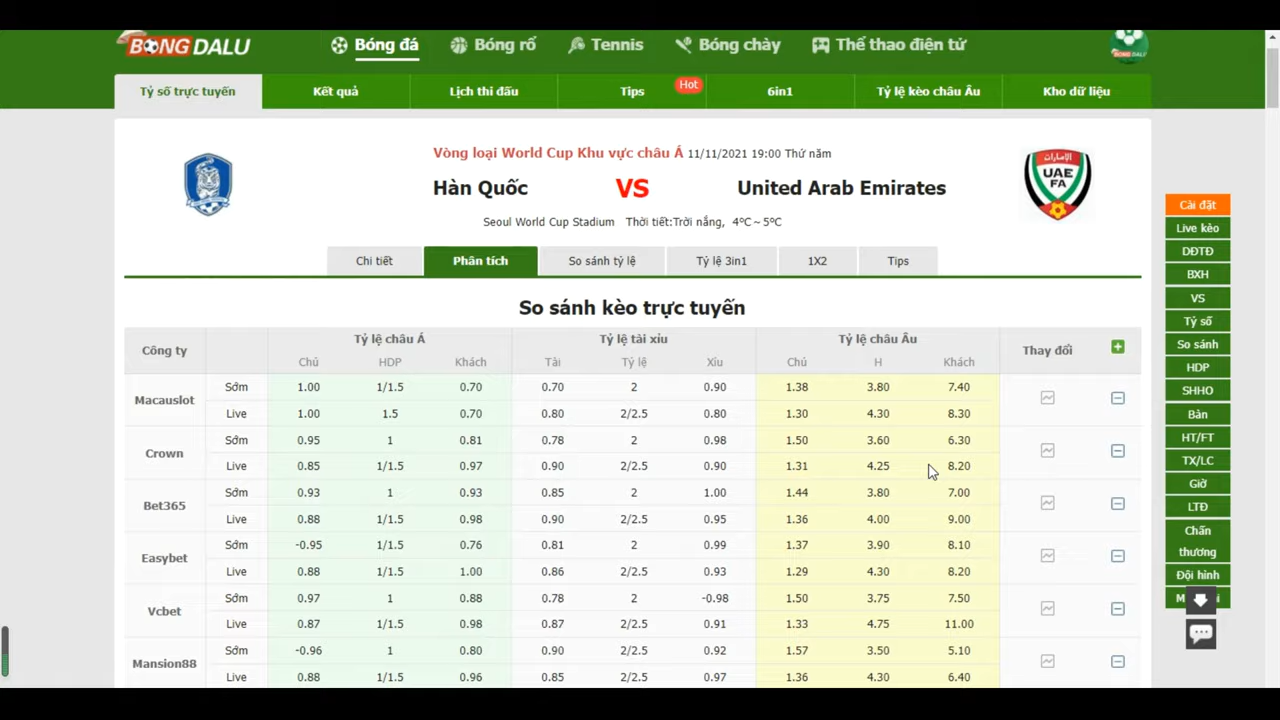 BONG DALU
Bóng đá
Bóng rổ
Tennis
Bóng chày
Thể thao điện tử
Tỷ số trực tuyến
Kết quả
Lịch thi đấu
Tips
Hot
6in1
Tỷ lệ kèo châu Âu
Kho dữ liệu
Vòng loại World Cup Khu vực châu Á 11/11/2021 19:00 Thứ năm
Hàn Quốc VS United Arab Emirates
الإمارات
UAE
FA
Seoul World Cup Stadium Thời tiết:Trời nắng, 4℃～5℃
Chi tiết
Phân tích
So sánh tỷ lệ
Tỷ lệ 3in1
1X2
Tips
So sánh kèo trực tuyến
Công ty Tỷ lệ châu Á Tỷ lệ tài xỉu Tỷ lệ châu Âu Thay đổi
Chủ HDP Khách Tài Tỷ lệ Xỉu Chủ H Khách
Macauslot
Sớm 1.00 1/1.5 0.70 0.70 2 0.90 1.38 3.80 7.40
Live 1.00 1.5 0.70 0.80 2/2.5 0.80 1.30 4.30 8.30
Crown
Sớm 0.95 1 0.81 0.78 2 0.98 1.50 3.60 6.30
Live 0.85 1/1.5 0.97 0.90 2/2.5 0.90 1.31 4.25 8.20
Bet365
Sớm 0.93 1 0.93 0.85 2 1.00 1.44 3.80 7.00
Live 0.88 1/1.5 0.98 0.90 2/2.5 0.95 1.36 4.00 9.00
Easybet
Sớm -0.95 1/1.5 0.76 0.81 2 0.99 1.37 3.90 8.10
Live 0.88 1/1.5 1.00 0.86 2/2.5 0.93 1.29 4.30 8.20
Vcbet
Sớm 0.97 1 0.88 0.78 2 -0.98 1.50 3.75 7.50
Live 0.87 1/1.5 0.98 0.87 2/2.5 0.91 1.33 4.75 11.00
Mansion88
Sớm -0.96 1 0.80 0.90 2 0.92 1.57 3.50 5.10
Live 0.88 1/1.5 0.96 0.85 2/2.5 0.97 1.36 4.30 6.40
Cài đặt
Live kèo
DĐTĐ
BXH
VS
Tỷ số
So sánh
HDP
SHHO
Bàn
HT/FT
TX/LC
Giờ
LTĐ
Chấn
thương
Đội hình